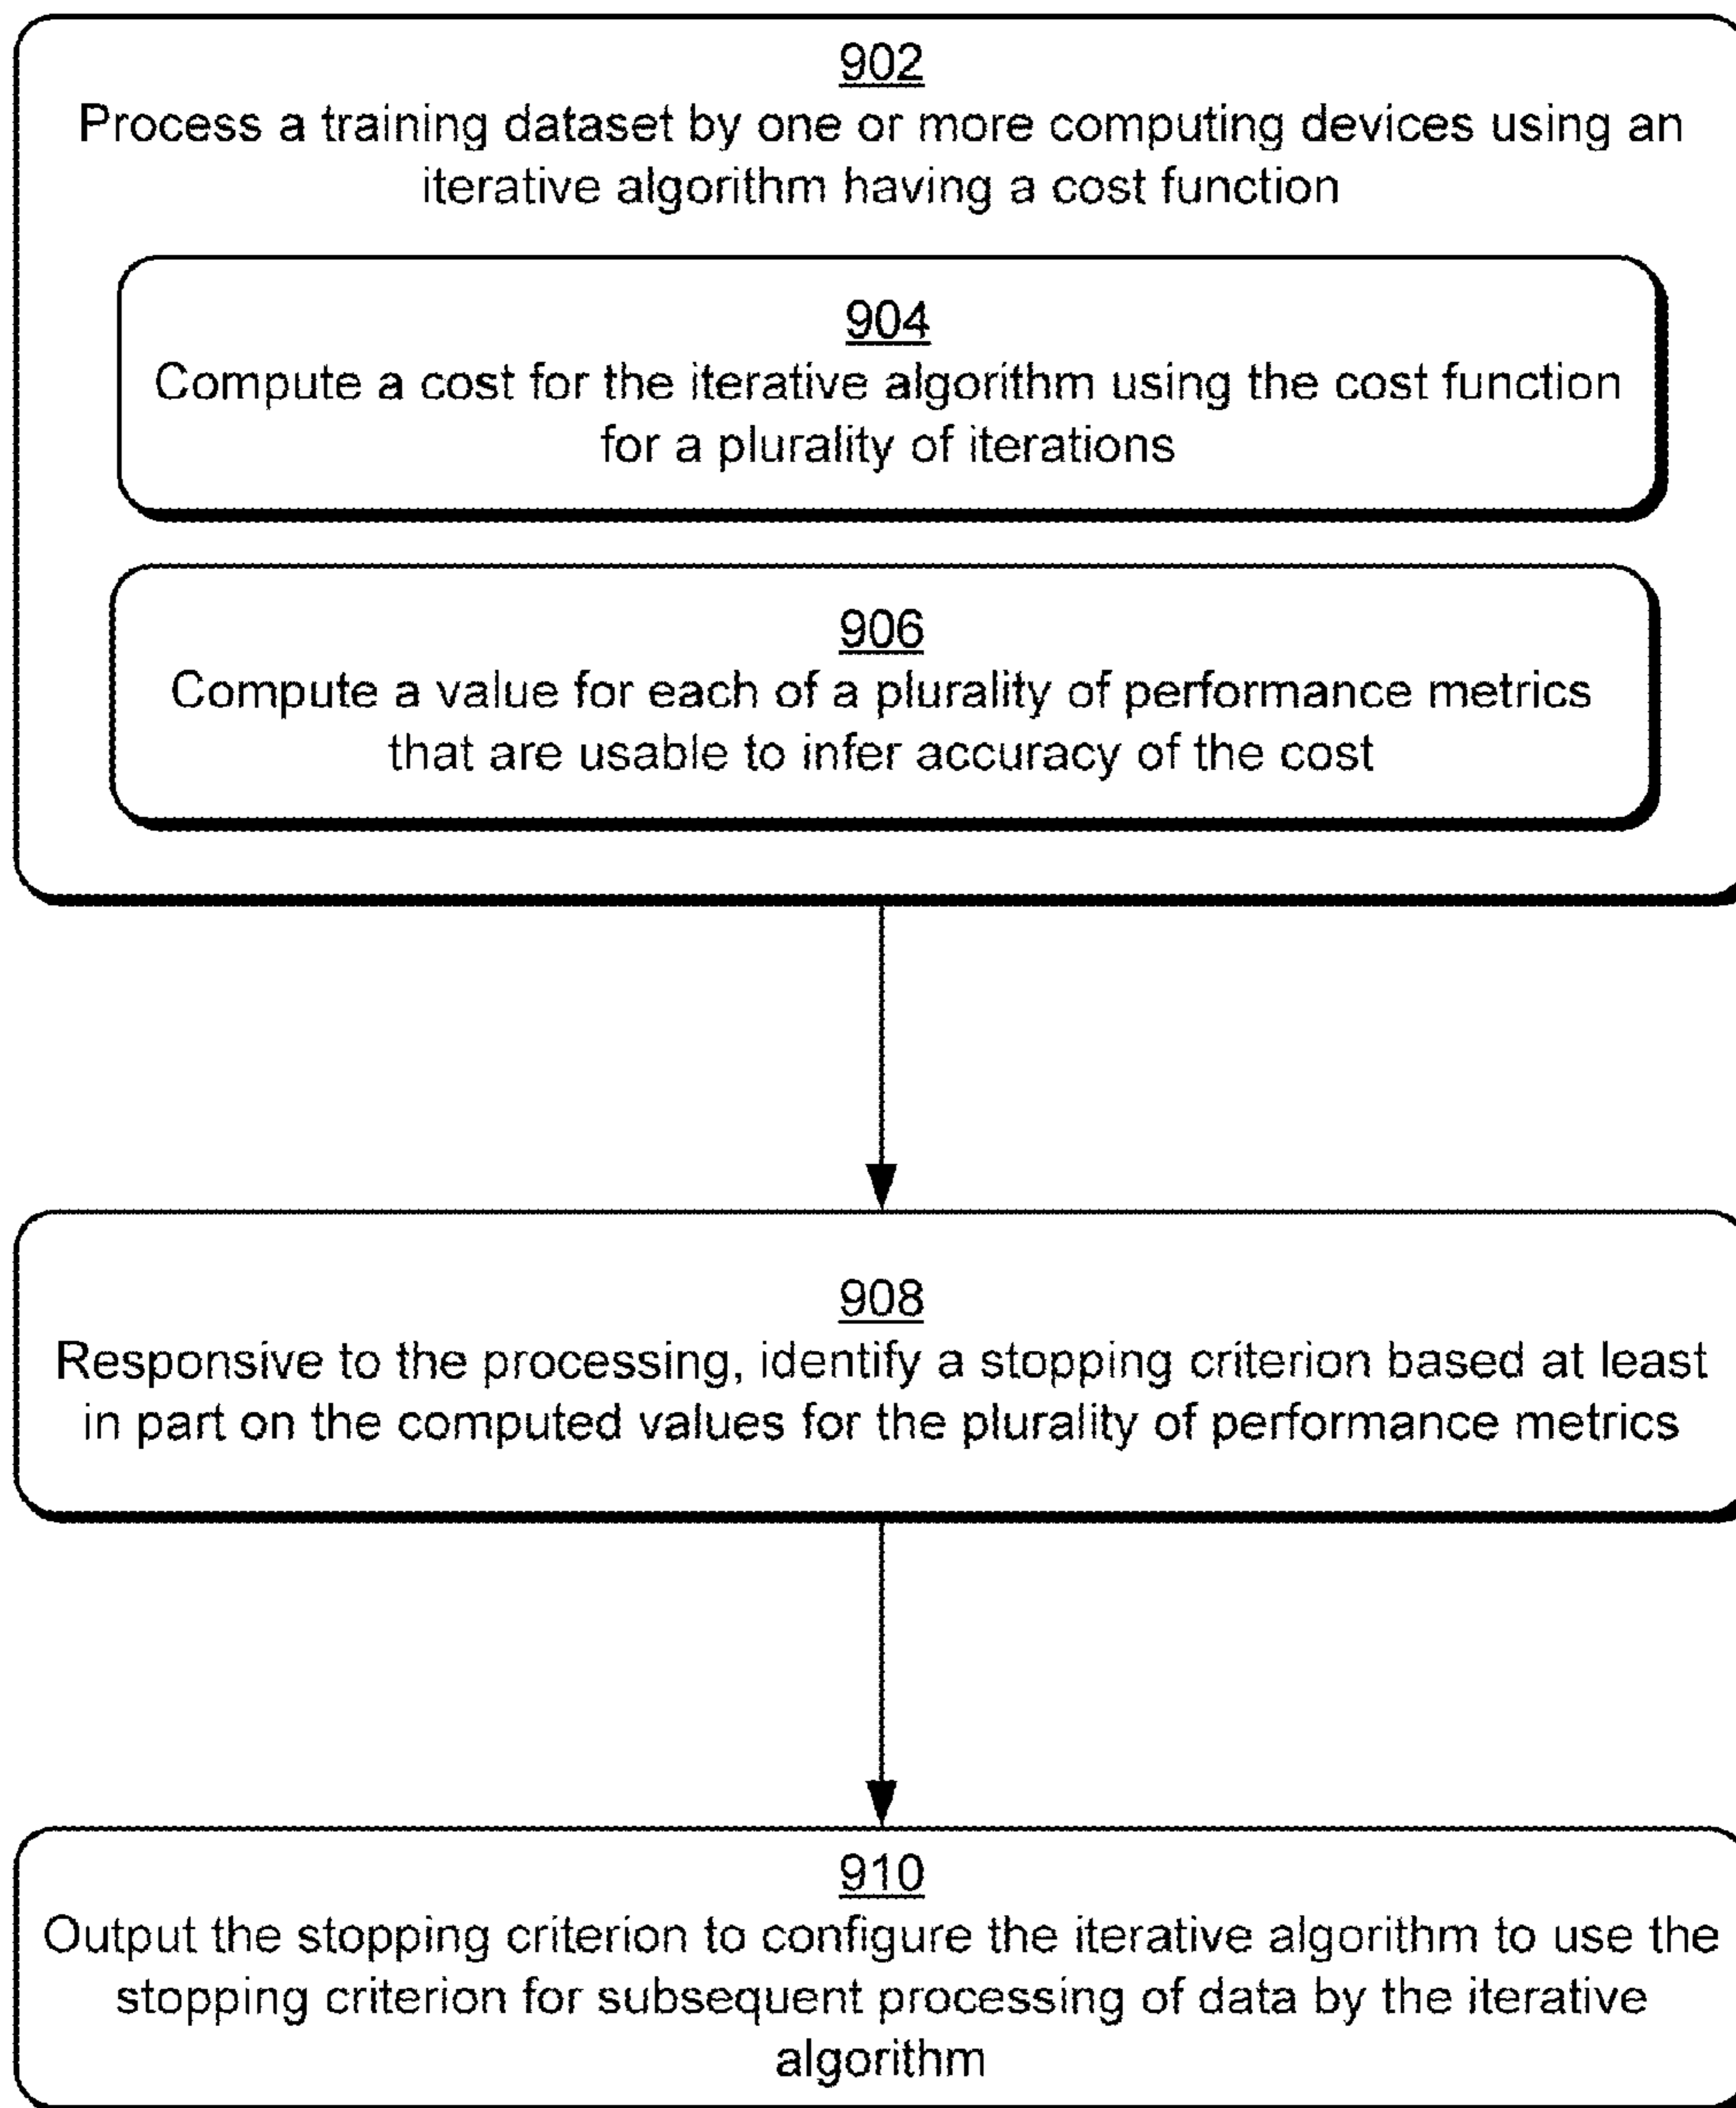 902
Process a training dataset by one or more computing devices using an
iterative algorithm having a cost function
904
Compute a cost for the iterative algorithm using the cost function
for a plurality of iterations
906
Compute a value for each of a plurality of performance metrics
that are usable to infer accuracy of the cost
908
Responsive to the processing, identify a stopping criterion based at least
in part on the computed values for the plurality of performance metrics
910
Output the stopping criterion to configure the iterative algorithm to use the
stopping criterion for subsequent processing of data by the iterative
algorithm